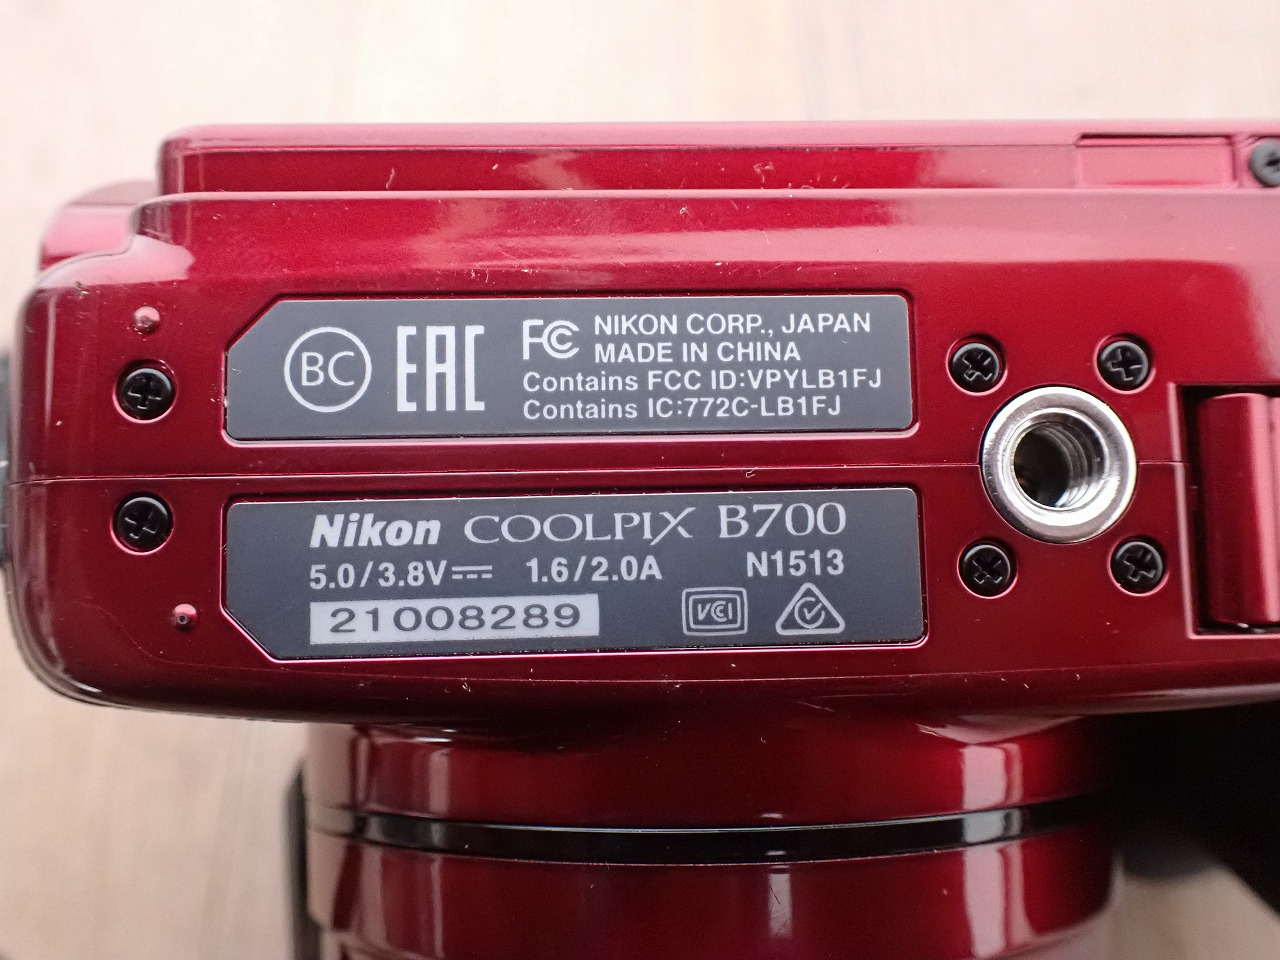 BC EAC FC NIKON CORP., JAPAN
MADE IN CHINA
Contains FCC ID:VPYLB1FJ
Contains IC:772C-LB1FJ
Nikon COOLPIX B700
5.0/3.8V⎓ 1.6/2.0A N1513
21008289 VCCI